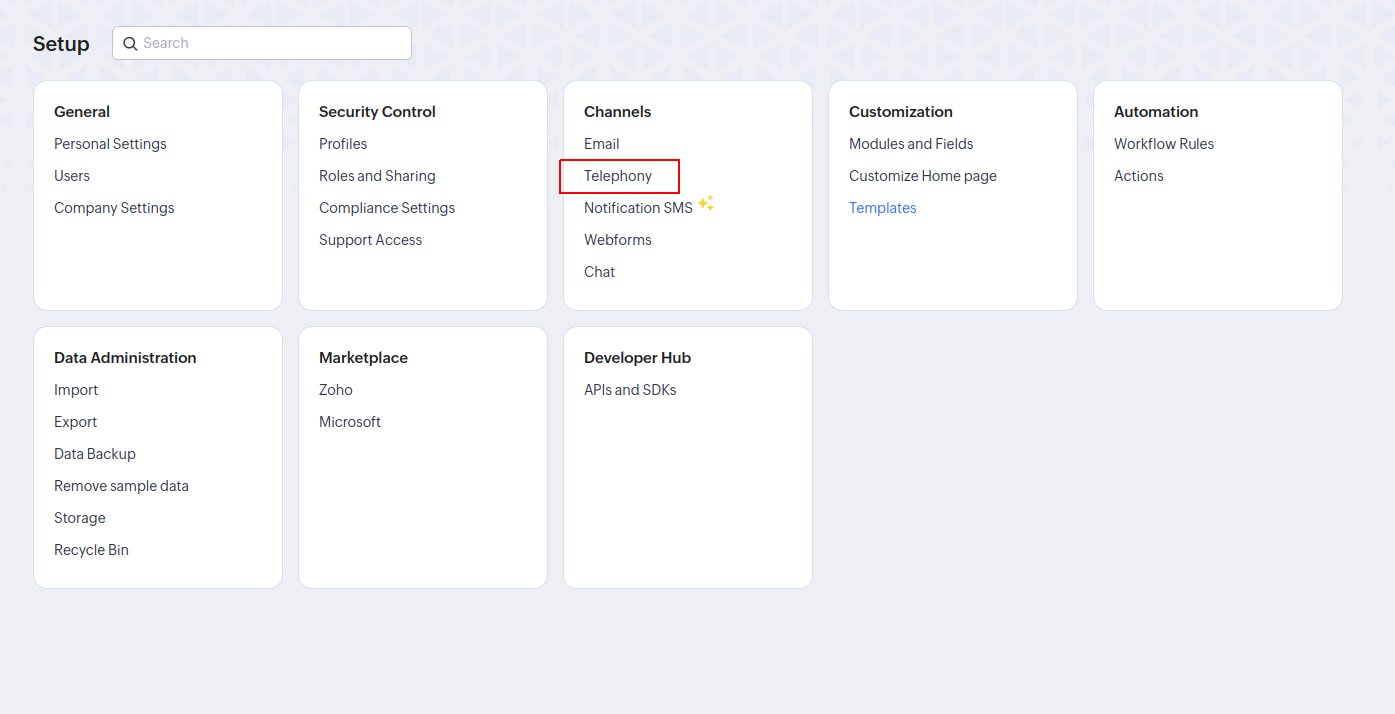 Setup
Search
General
Personal Settings
Users
Company Settings
Security Control
Profiles
Roles and Sharing
Compliance Settings
Support Access
Channels
Email
Telephony
Notification SMS
Webforms
Chat
Customization
Modules and Fields
Customize Home page
Templates
Automation
Workflow Rules
Actions
Data Administration
Import
Export
Data Backup
Remove sample data
Storage
Recycle Bin
Marketplace
Zoho
Microsoft
Developer Hub
APIs and SDKs